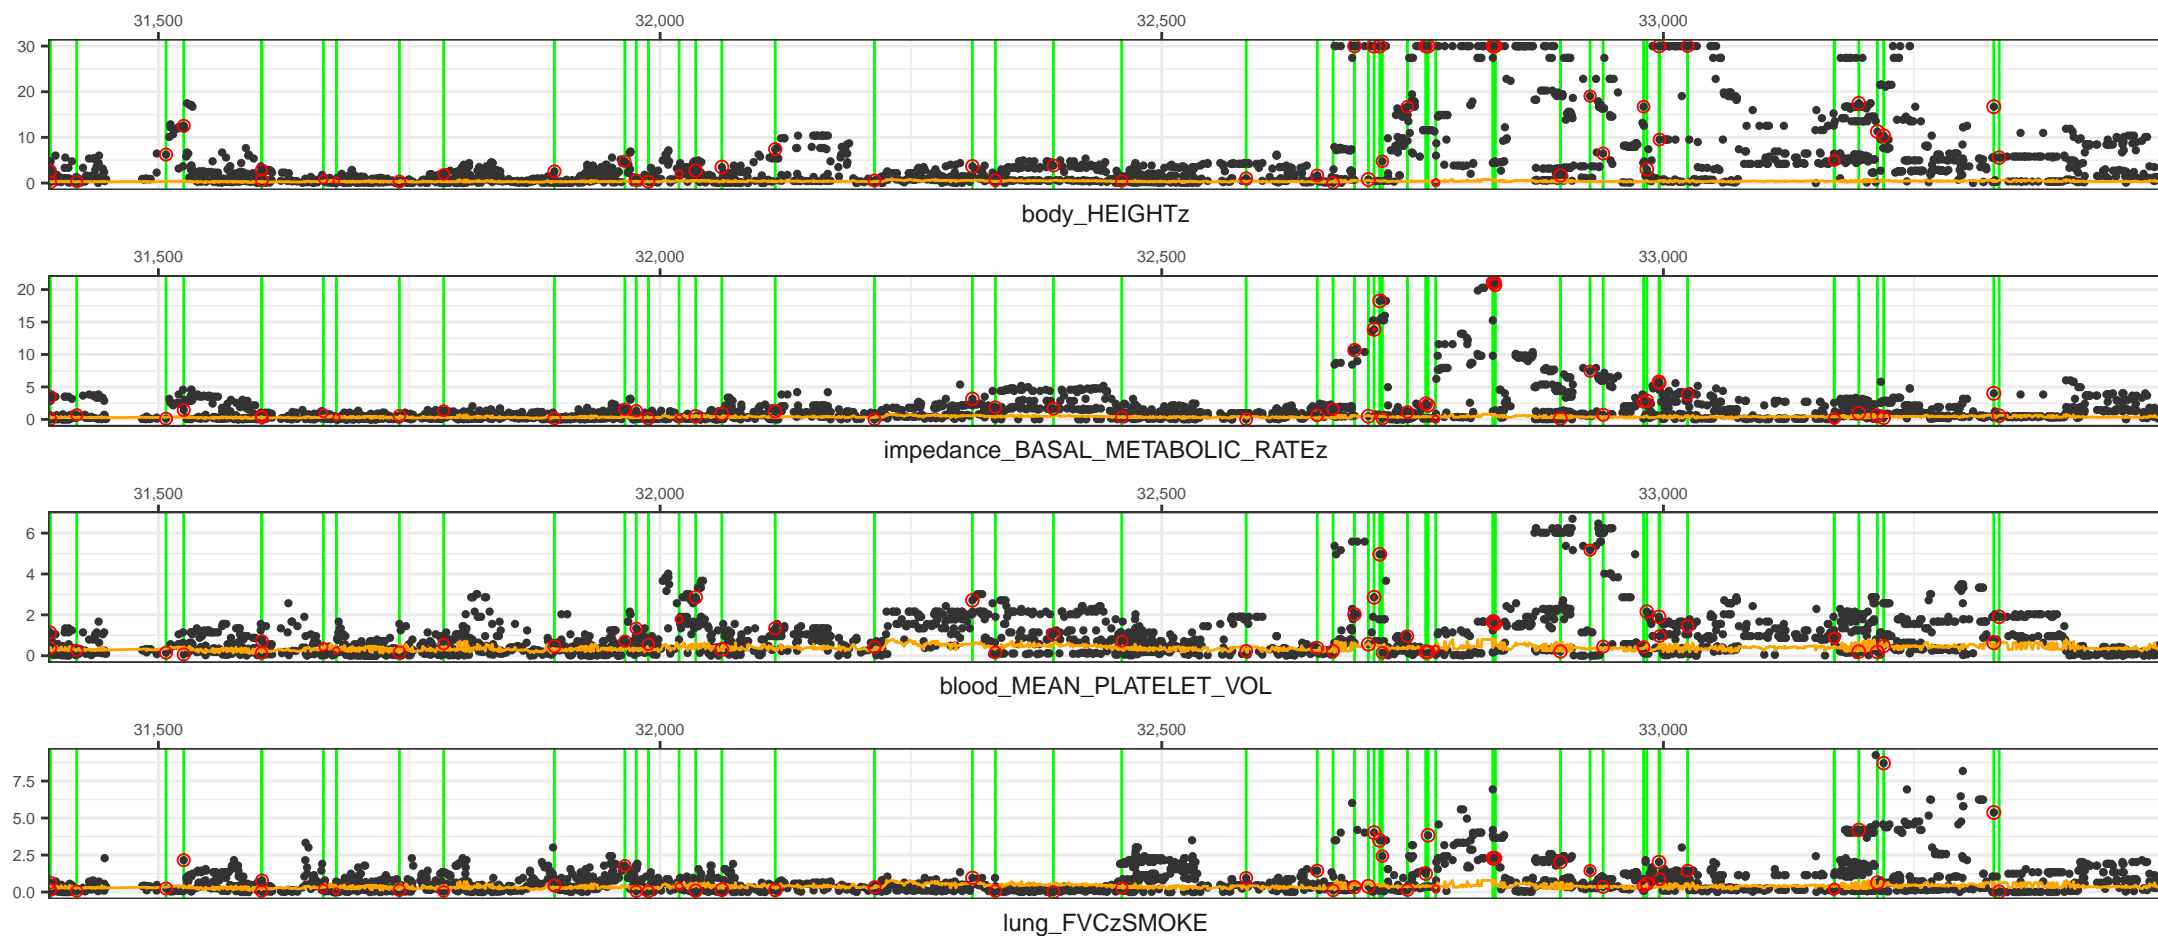 31,500 32,000 32,500 33,000
30
20
10
0
body_HEIGHTz
31,500 32,000 32,500 33,000
20
15
10
5
0
impedance_BASAL_METABOLIC_RATEz
31,500 32,000 32,500 33,000
6
4
2
0
blood_MEAN_PLATELET_VOL
31,500 32,000 32,500 33,000
7.5
5.0
2.5
0.0
lung_FVCzSMOKE